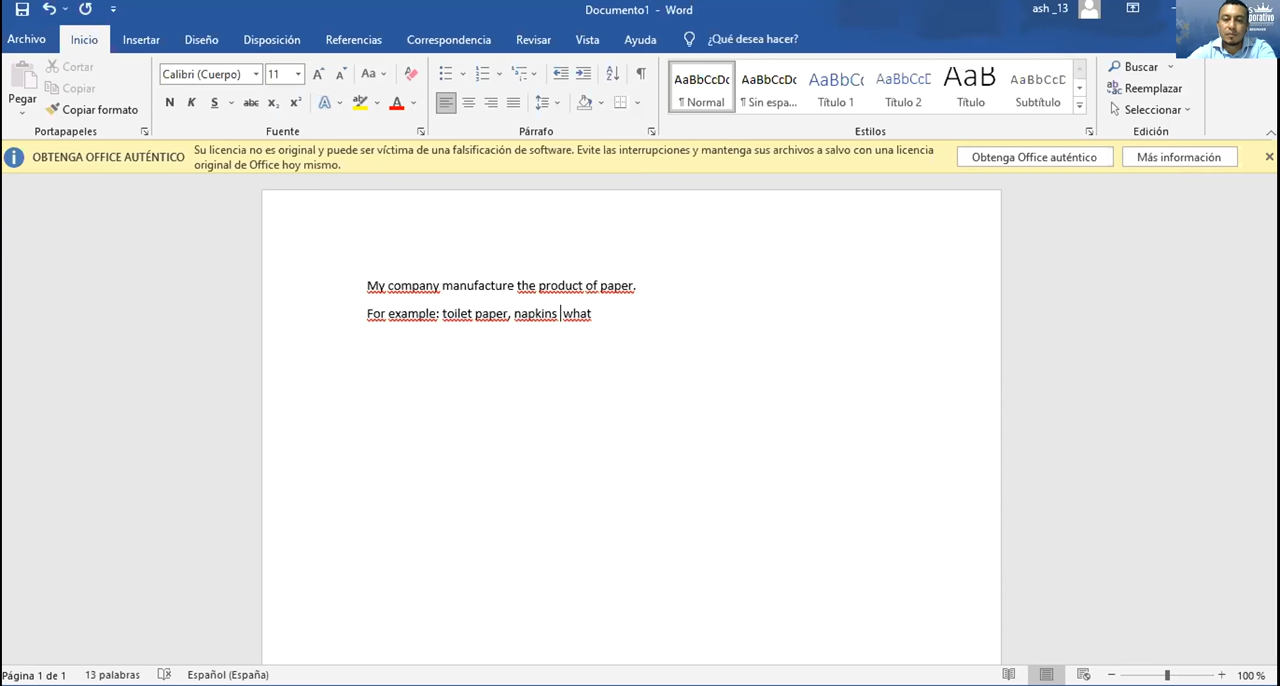 Documento1 - Word
ash _13
porativo
Archivo Inicio Insertar Diseño Disposición Referencias Correspondencia Revisar Vista Ayuda ¿Qué desea hacer?
Pegar
Cortar
Copiar
Copiar formato
Portapapeles
Calibri (Cuerpo) 11 Aa
N K S abc x₂ x² A A
Fuente
Párrafo
AaBbCcDc AaBbCcDc AaBbCc AaBbCcD AaB AaBbCcD
¶ Normal ¶ Sin espa... Título 1 Título 2 Título Subtítulo
Estilos
Buscar
Reemplazar
Seleccionar
Edición
OBTENGA OFFICE AUTÉNTICO Su licencia no es original y puede ser víctima de una falsificación de software. Evite las interrupciones y mantenga sus archivos a salvo con una licencia
original de Office hoy mismo.
Obtenga Office auténtico Más información
My company manufacture the product of paper.
For example: toilet paper, napkins what
Página 1 de 1 13 palabras Español (España) 100 %